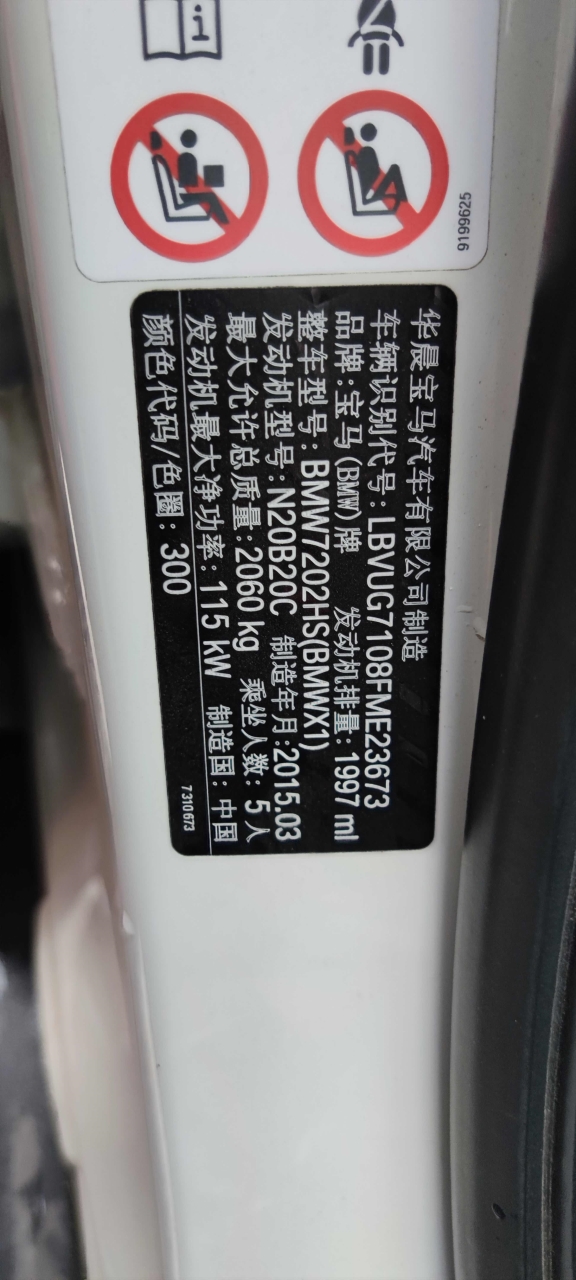 9199625
华晨宝马汽车有限公司制造
车辆识别代号:LBVUG7108FME23673
品牌:宝马(BMW)牌 发动机排量:1997 ml
整车型号:BMW7202HS(BMWX1)
发动机型号:N20B20C 制造年月:2015.03
最大允许总质量:2060 kg 乘坐人数:5人
发动机最大净功率:115 kW 制造国:中国
颜色代码/色圈:300
7310673